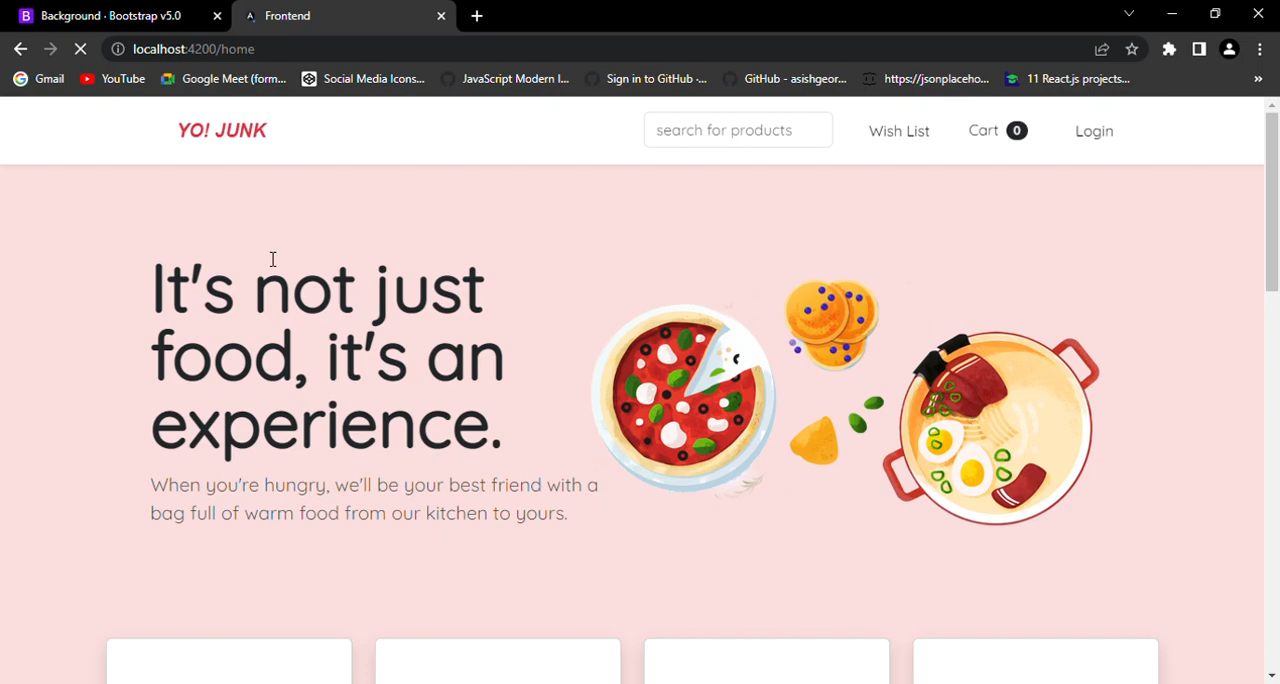 Background · Bootstrap v5.0
Frontend
localhost:4200/home
Gmail
YouTube
Google Meet (form...
Social Media Icons...
JavaScript Modern I...
Sign in to GitHub ·...
GitHub - asishgeor...
https://jsonplaceho...
11 React.js projects...
»
YO! JUNK
search for products
Wish List
Cart 0
Login
It's not just
food, it's an
experience.
When you're hungry, we'll be your best friend with a
bag full of warm food from our kitchen to yours.